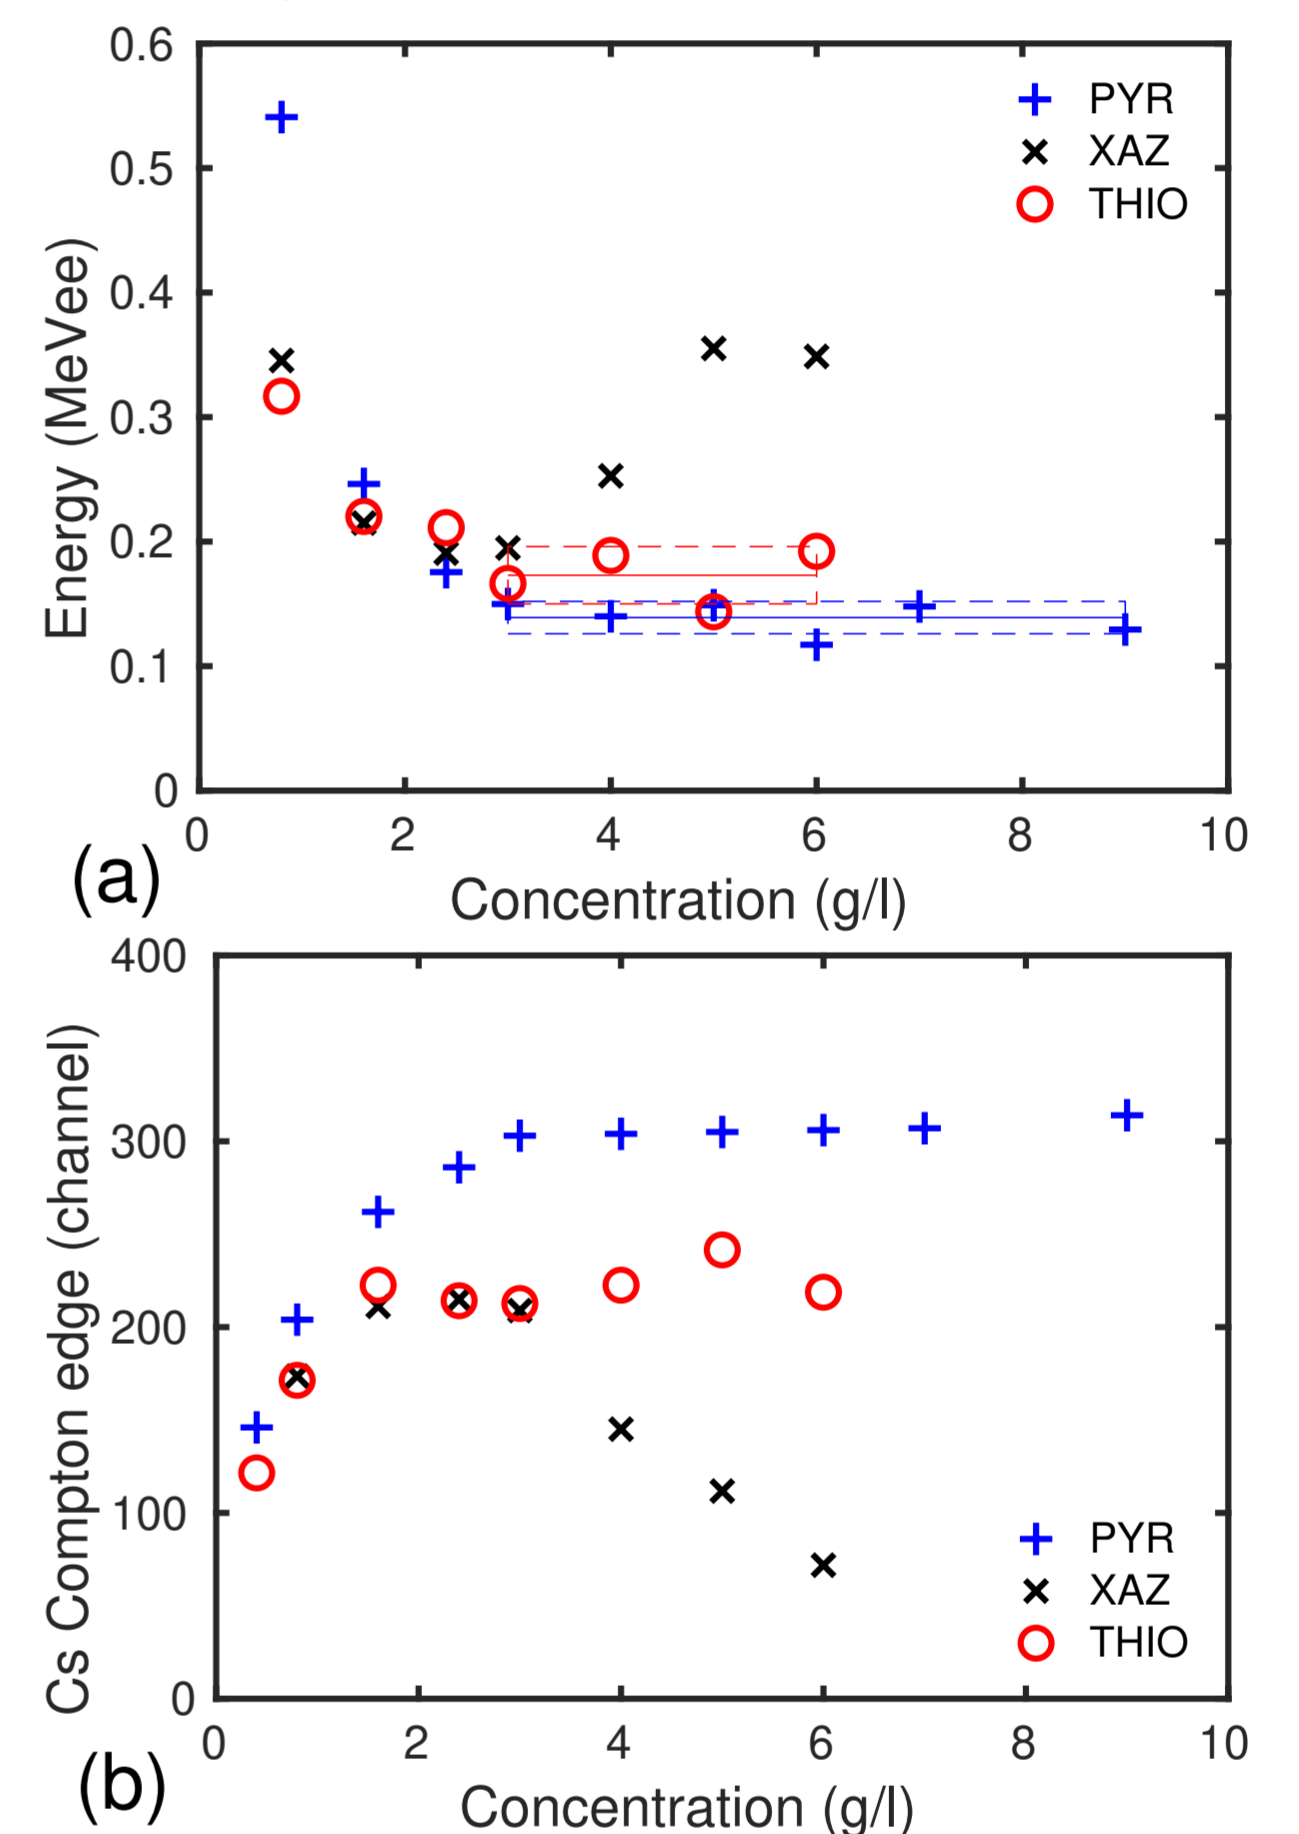 0.6
0.5
0.4
0.3
0.2
0.1
0
Energy (MeVee)
PYR
XAZ
THIO
0 2 4 6 8 10
(a)
Concentration (g/l)
400
300
200
100
0
Cs Compton edge (channel)
PYR
XAZ
THIO
0 2 4 6 8 10
(b)
Concentration (g/l)